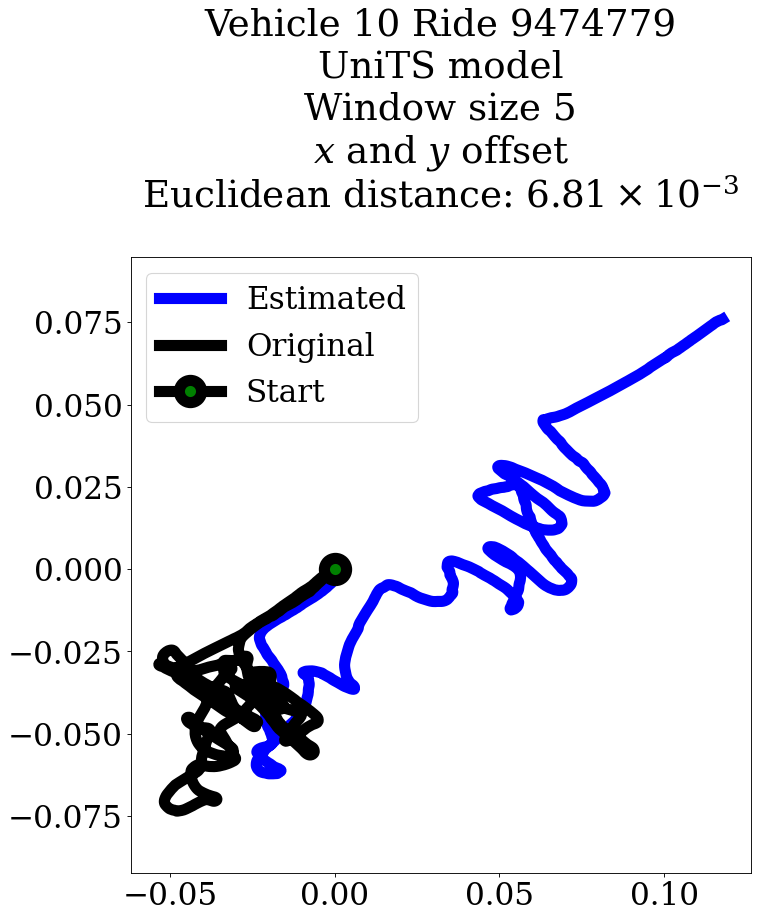 Vehicle 10 Ride 9474779
UniTS model
Window size 5
x and y offset
Euclidean distance: 6.81 × 10⁻³
Estimated
Original
Start
0.075
0.050
0.025
0.000
−0.025
−0.050
−0.075
−0.05 0.00 0.05 0.10